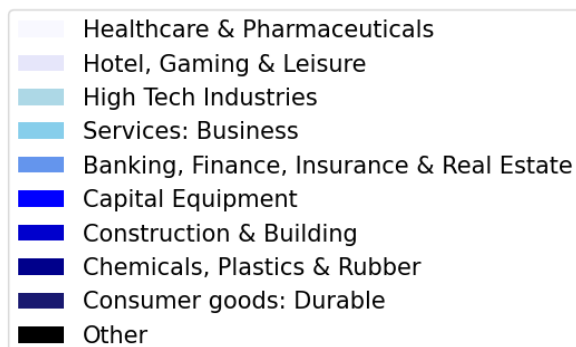 Healthcare & Pharmaceuticals
Hotel, Gaming & Leisure
High Tech Industries
Services: Business
Banking, Finance, Insurance & Real Estate
Capital Equipment
Construction & Building
Chemicals, Plastics & Rubber
Consumer goods: Durable
Other